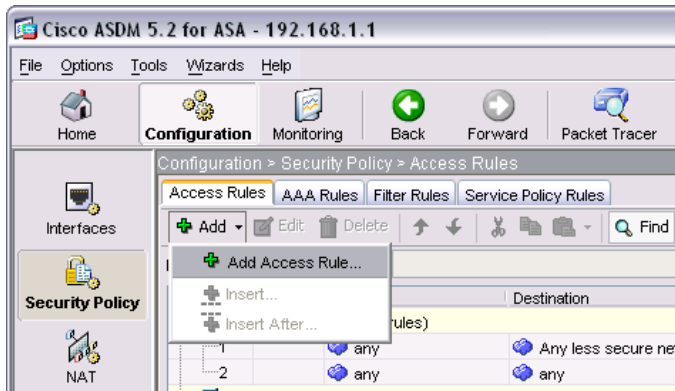 Cisco ASDM 5.2 for ASA - 192.168.1.1
File Options Tools Wizards Help
Home Configuration Monitoring Back Forward Packet Tracer
Configuration > Security Policy > Access Rules
Interfaces
Security Policy
NAT
Access Rules AAA Rules Filter Rules Service Policy Rules
Add Edit Delete Find
Add Access Rule...
Insert...
Insert After...
Destination
rules)
1 any Any less secure ne
2 any any